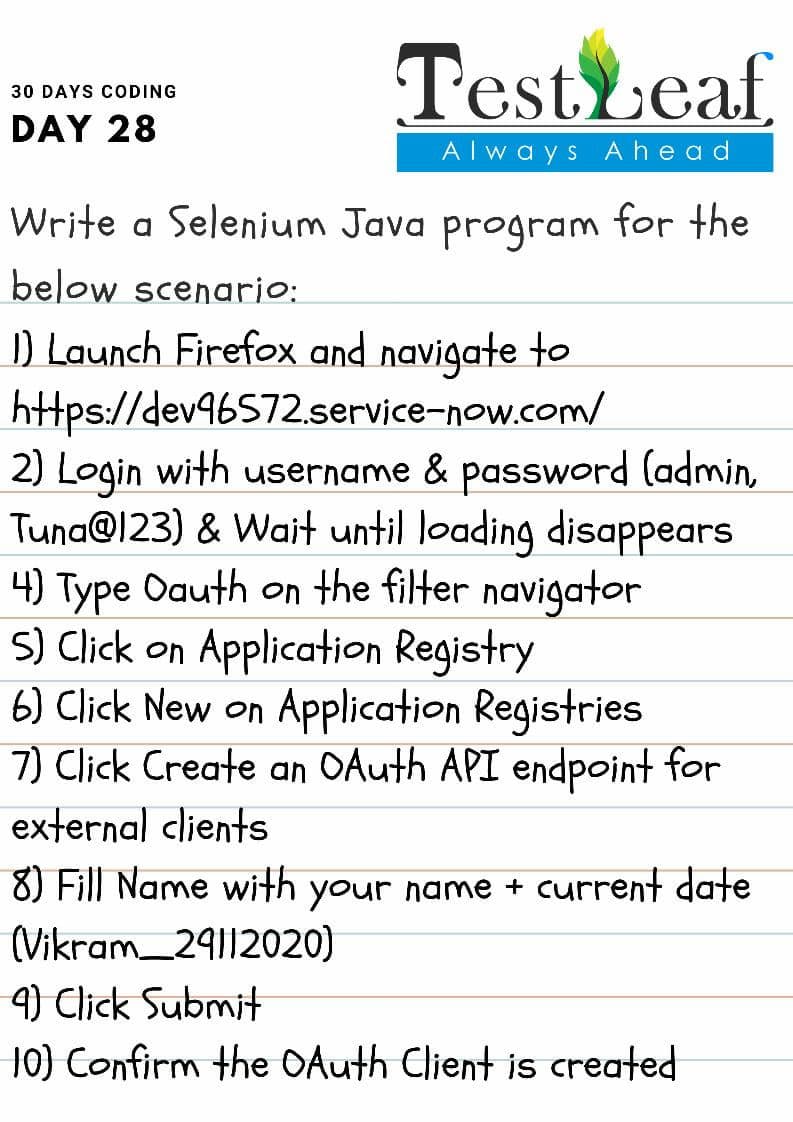 30 DAYS CODING
DAY 28
TestLeaf
Always Ahead
Write a Selenium Java program for the
below scenario:
1) Launch Firefox and navigate to
https://dev96572.service-now.com/
2) Login with username & password (admin,
Tuna@123) & Wait until loading disappears
4) Type Oauth on the filter navigator
5) Click on Application Registry
6) Click New on Application Registries
7) Click Create an OAuth API endpoint for
external clients
8) Fill Name with your name + current date
(Vikram_29112020)
9) Click Submit
10) Confirm the OAuth Client is created